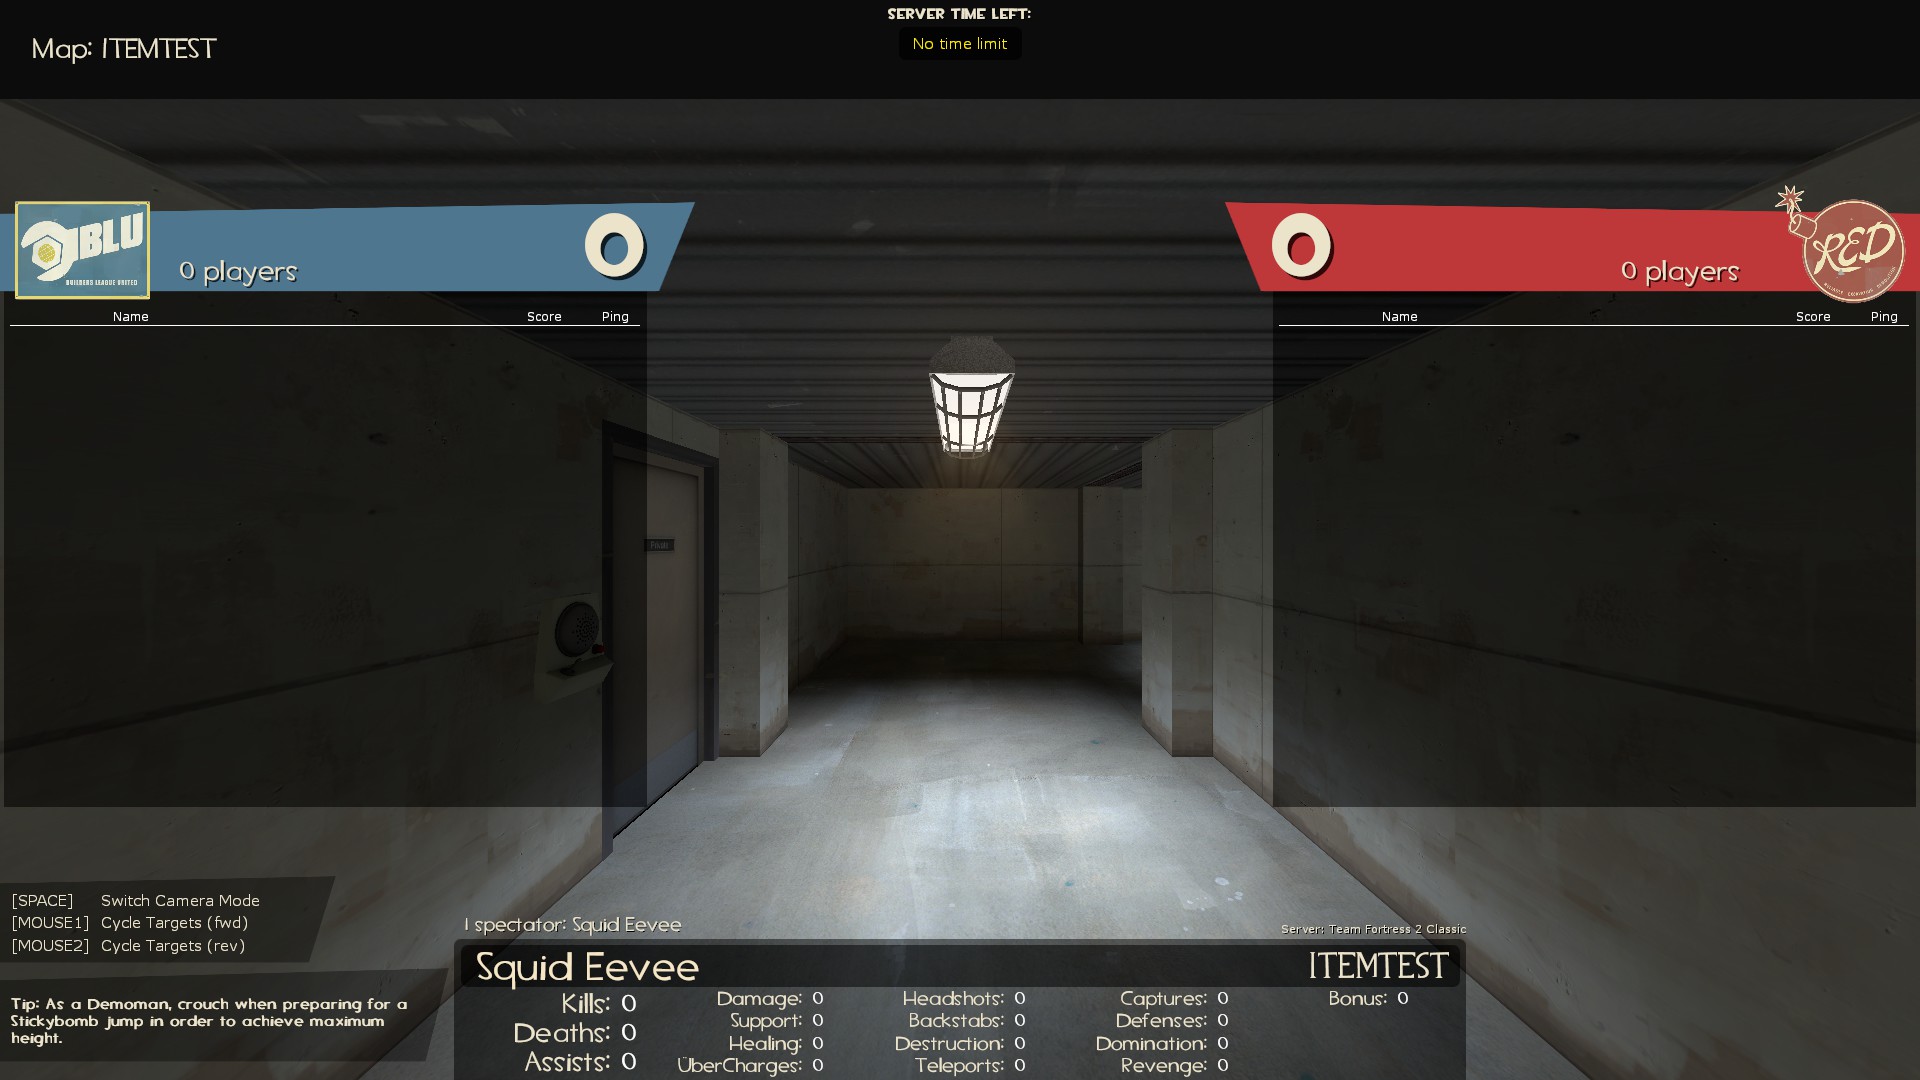 SERVER TIME LEFT:
No time limit
Map: ITEMTEST
BLU
BUILDERS LEAGUE UNITED
0 players
0
0
0 players
RED
Name Score Ping
Name Score Ping
Private
[SPACE] Switch Camera Mode
[MOUSE1] Cycle Targets (fwd)
[MOUSE2] Cycle Targets (rev)
Tip: As a Demoman, crouch when preparing for a
Stickybomb jump in order to achieve maximum
height.
1 spectator: Squid Eevee
Server: Team Fortress 2 Classic
Squid Eevee
ITEMTEST
Kills: 0
Deaths: 0
Assists: 0
Damage: 0
Support: 0
Healing: 0
ÜberCharges: 0
Headshots: 0
Backstabs: 0
Destruction: 0
Teleports: 0
Captures: 0
Defenses: 0
Domination: 0
Revenge: 0
Bonus: 0